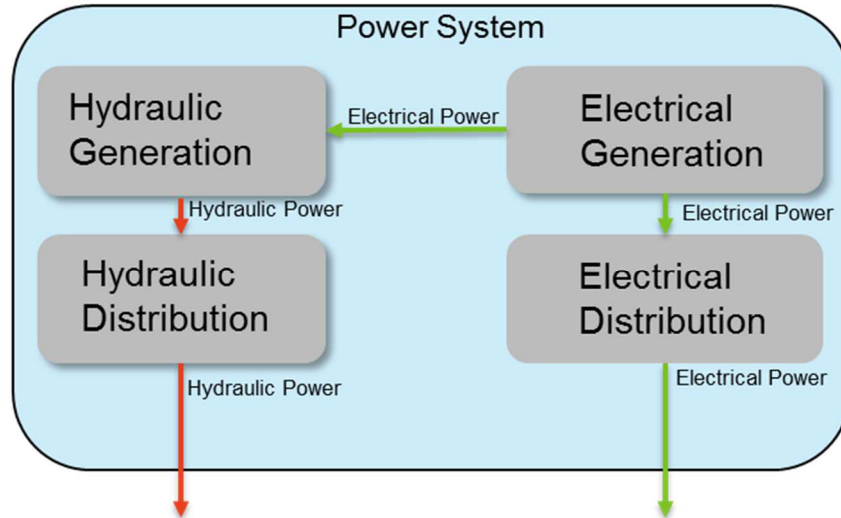 Power System
Hydraulic
Generation
Electrical Power
Electrical
Generation
Hydraulic Power
Electrical Power
Hydraulic
Distribution
Electrical
Distribution
Hydraulic Power
Electrical Power